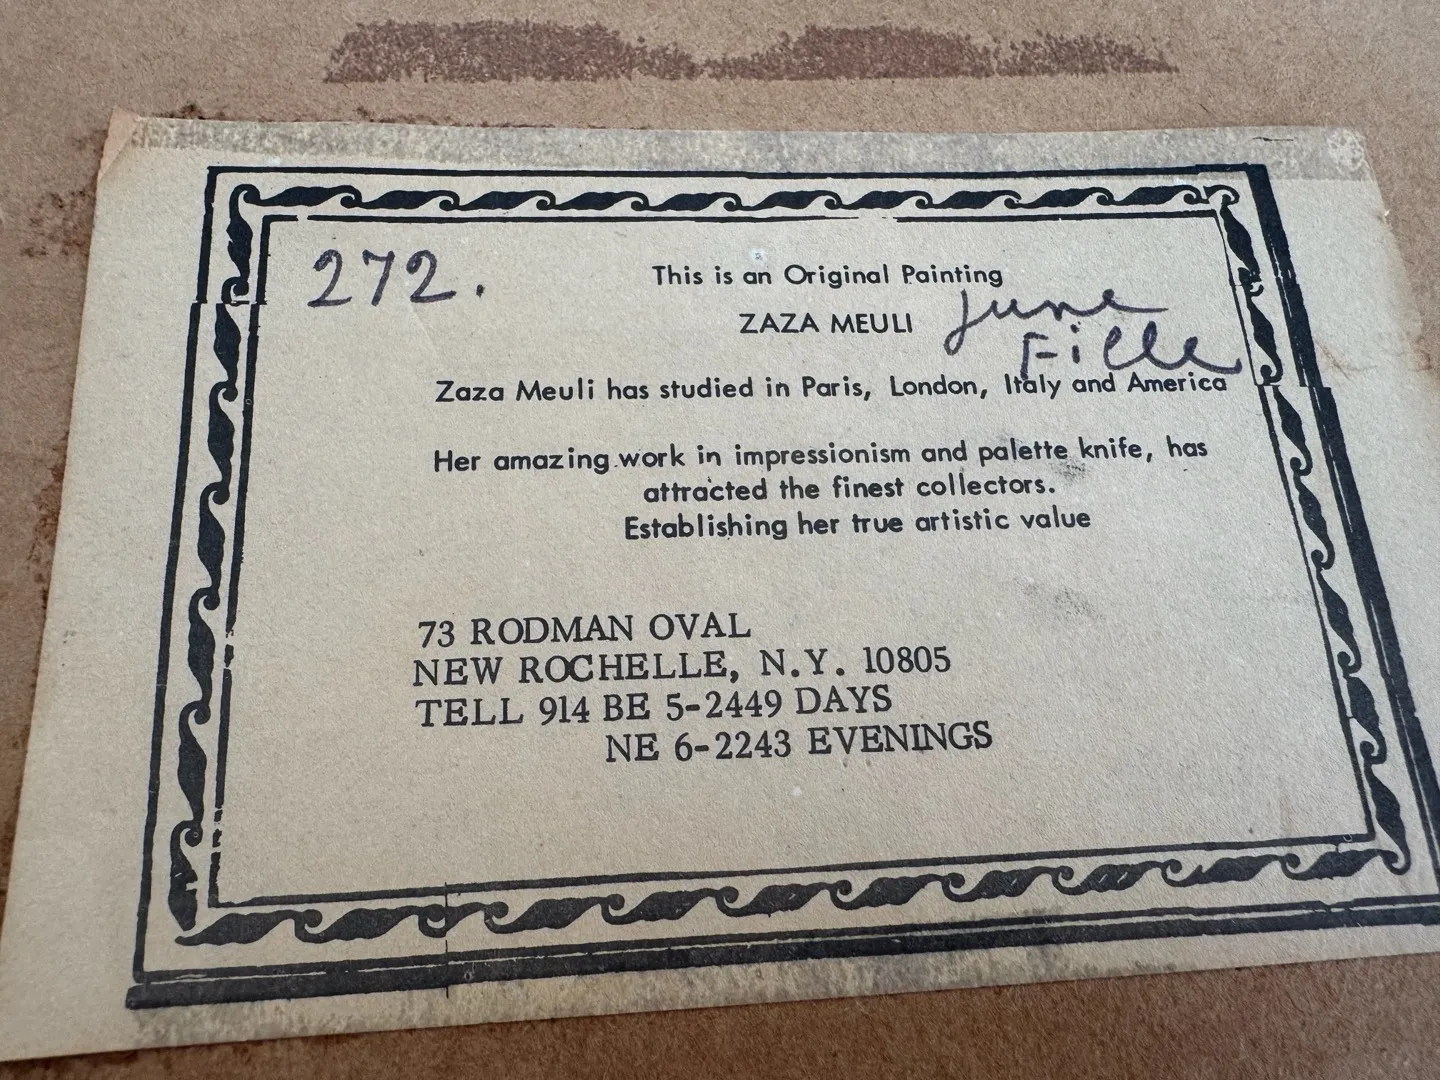 272.
This is an Original Painting
ZAZA MEULI
June
Fille
Zaza Meuli has studied in Paris, London, Italy and America
Her amazing work in impressionism and palette knife, has
attracted the finest collectors.
Establishing her true artistic value
73 RODMAN OVAL
NEW ROCHELLE, N.Y. 10805
TELL 914 BE 5-2449 DAYS
NE 6-2243 EVENINGS